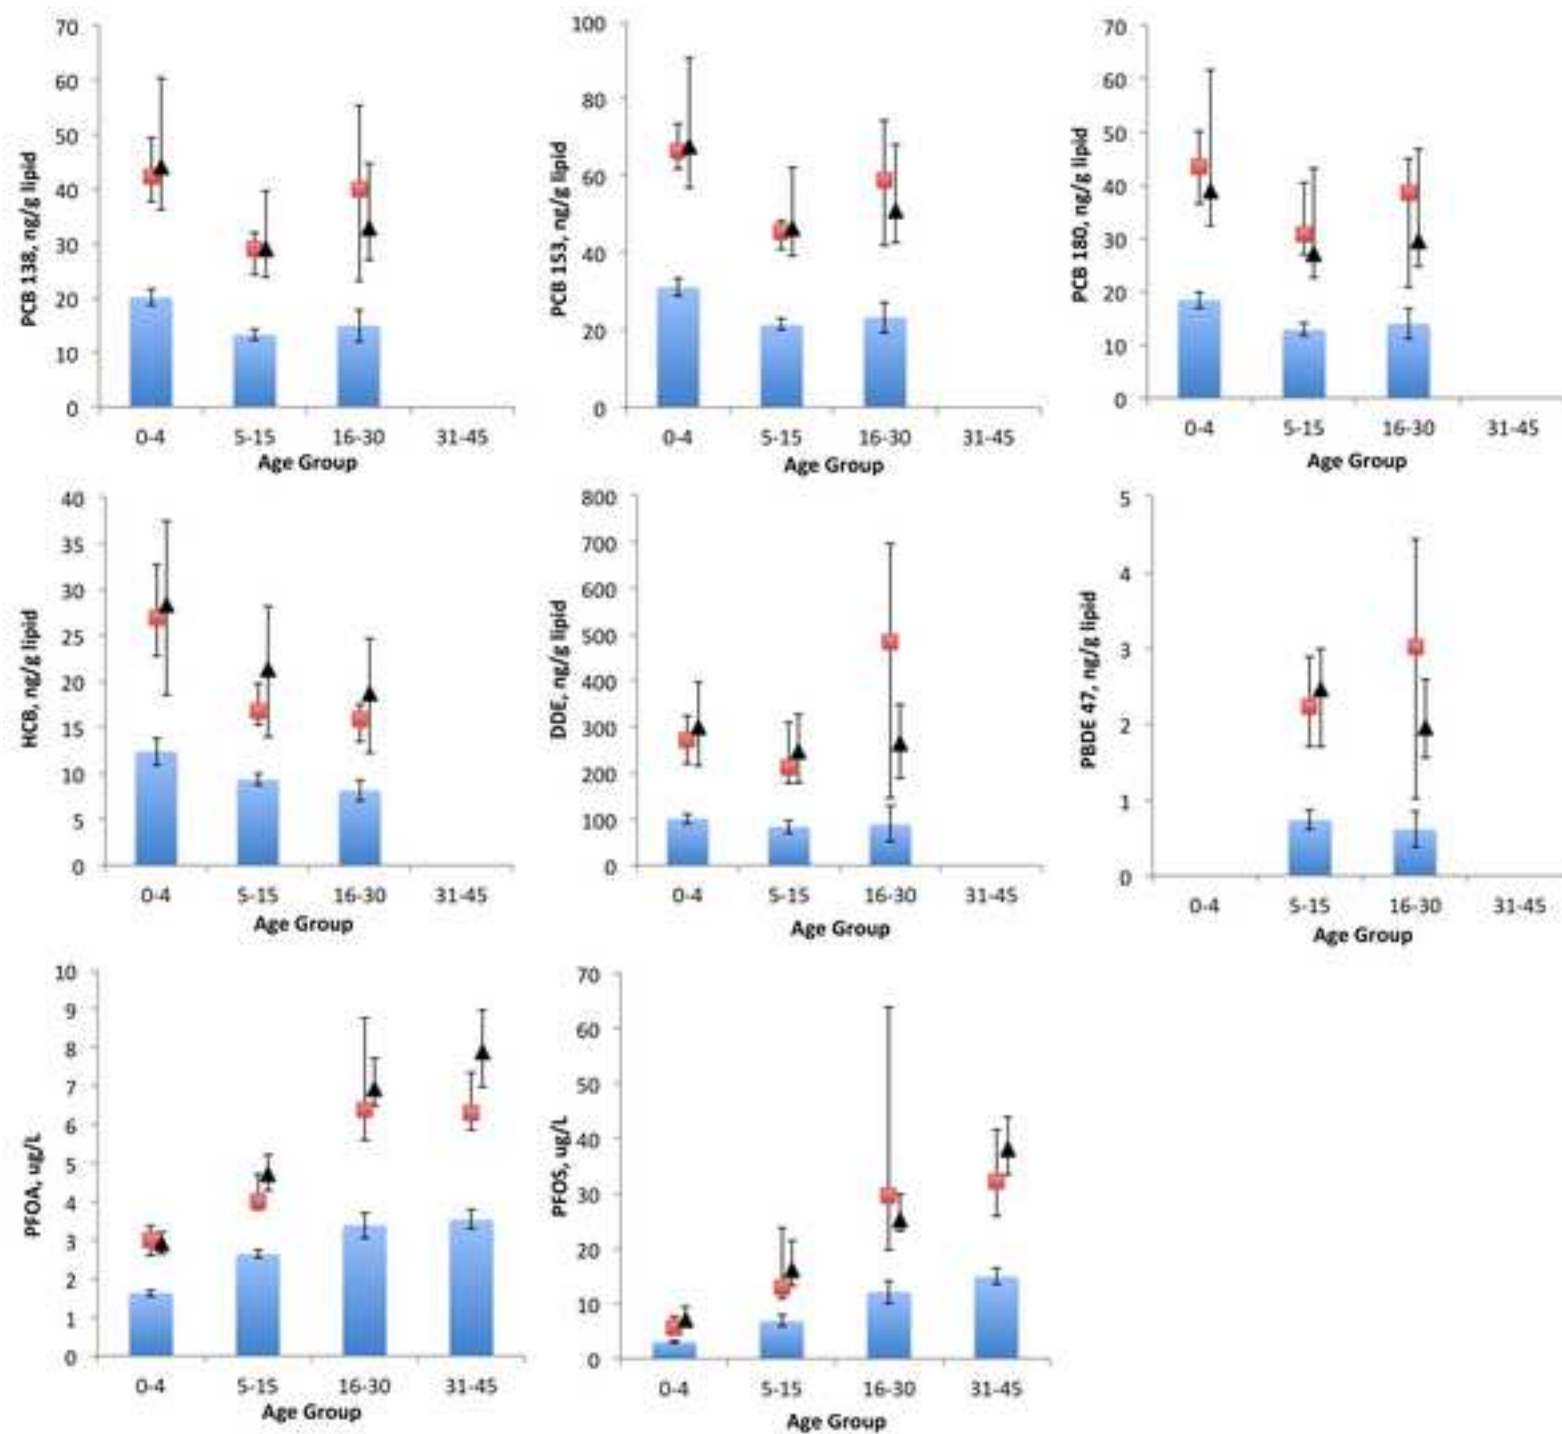 PCB 138, ng/g lipid
70
60
50
40
30
20
10
0
0-4 5-15 16-30 31-45
Age Group
PCB 153, ng/g lipid
100
80
60
40
20
0
0-4 5-15 16-30 31-45
Age Group
PCB 180, ng/g lipid
70
60
50
40
30
20
10
0
0-4 5-15 16-30 31-45
Age Group
HCB, ng/g lipid
40
35
30
25
20
15
10
5
0
0-4 5-15 16-30 31-45
Age Group
DDE, ng/g lipid
800
700
600
500
400
300
200
100
0
0-4 5-15 16-30 31-45
Age Group
PBDE 47, ng/g lipid
5
4
3
2
1
0
0-4 5-15 16-30 31-45
Age Group
PFOA, ug/L
10
9
8
7
6
5
4
3
2
1
0
0-4 5-15 16-30 31-45
Age Group
PFOS, ug/L
70
60
50
40
30
20
10
0
0-4 5-15 16-30 31-45
Age Group